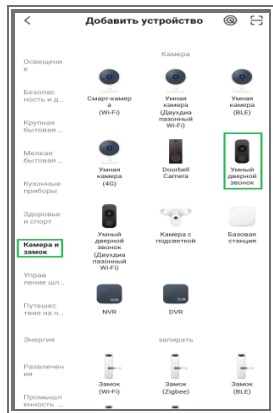 Добавить устройство
Освещени
е
Безопас
ность и д...
Крупная
бытовая ...
Мелкая
бытовая ...
Кухонные
приборы
Здоровье
и спорт
Камера и
замок
Управ
ление шл...
Путешес
твие на о...
Энергия
Развлечен
ия
Промышл
енность ...
Камера
Смарт-камер
а
(Wi-Fi)
Умная
камера
(Двухдиа
пазонный
Wi-Fi)
Умная
камера
(BLE)
Умная
камера
(4G)
Doorbell
Camera
Умный
дверной
звонок
Умный
дверной
звонок
(Двухдиа
пазонный
Wi-Fi)
Камера с
подсветкой
Базовая
станция
NVR
NVR
DVR
запирать
Замок
(Wi-Fi)
Замок
(Zigbee)
Замок
(BLE)